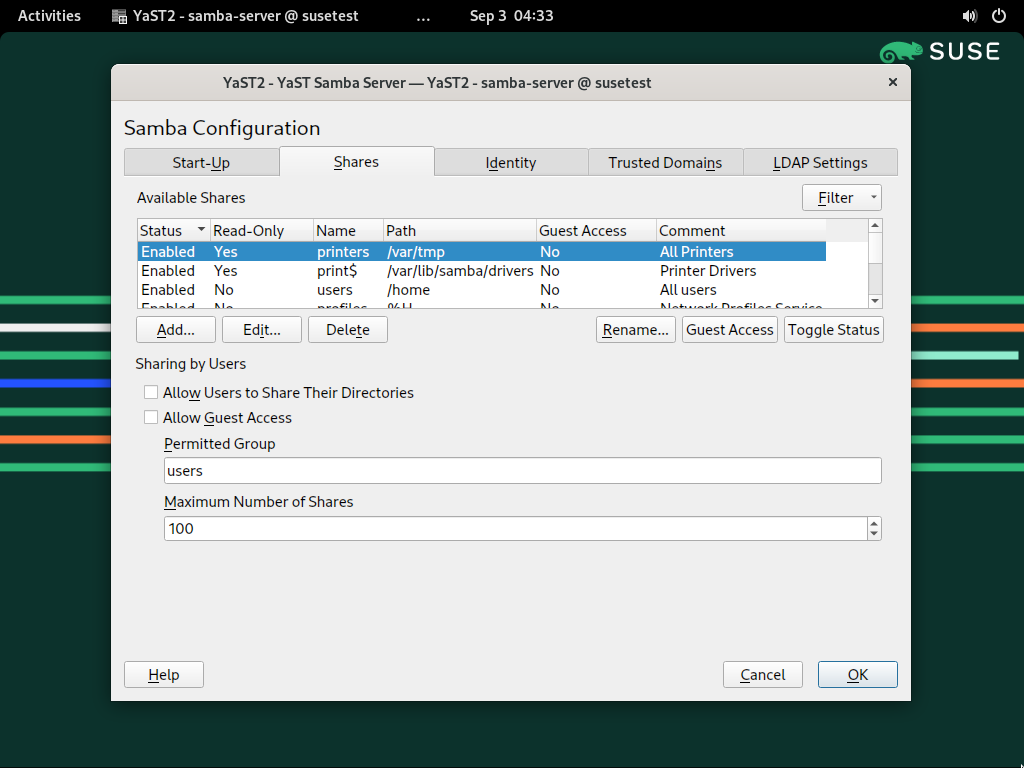 Activities YaST2 - samba-server @ susetest ... Sep 3 04:33
SUSE
YaST2 - YaST Samba Server — YaST2 - samba-server @ susetest ×
Samba Configuration
Start-Up Shares Identity Trusted Domains LDAP Settings
Available Shares Filter
Status Read-Only Name Path Guest Access Comment
Enabled Yes printers /var/tmp No All Printers
Enabled Yes print$ /var/lib/samba/drivers No Printer Drivers
Enabled No users /home No All users
Enabled No profiles %H No Network Profiles Service
Add... Edit... Delete Rename... Guest Access Toggle Status
Sharing by Users
Allow Users to Share Their Directories
Allow Guest Access
Permitted Group
users
Maximum Number of Shares
100
Help Cancel OK